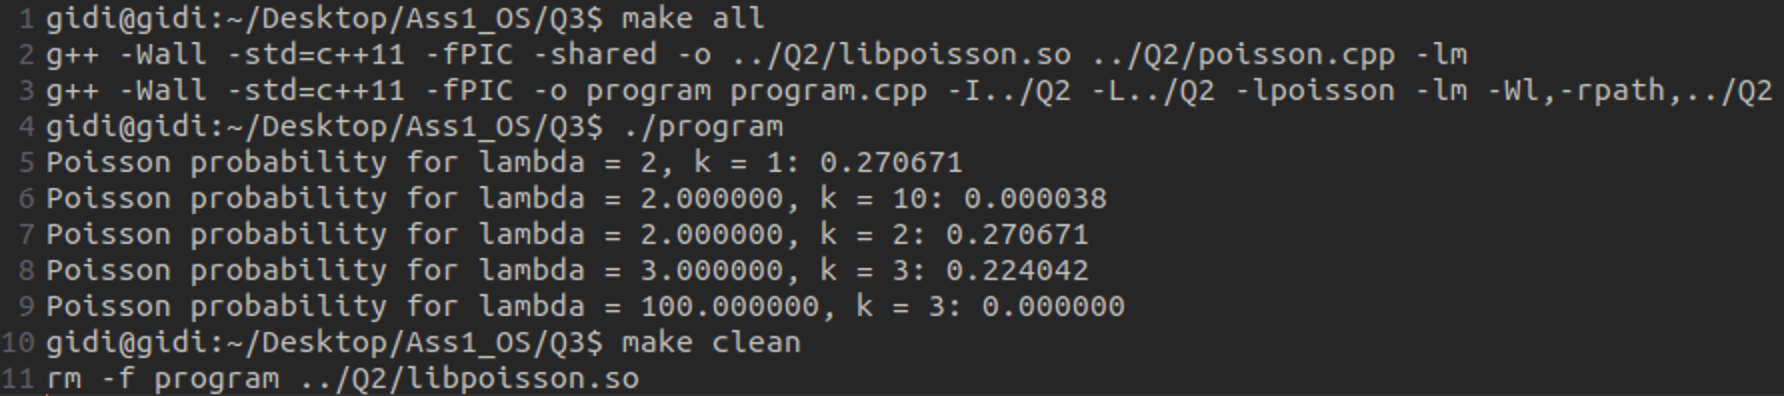 1 gidi@gidi:~/Desktop/Ass1_OS/Q3$ make all
2 g++ -Wall -std=c++11 -fPIC -shared -o ../Q2/libpoisson.so ../Q2/poisson.cpp -lm
3 g++ -Wall -std=c++11 -fPIC -o program program.cpp -I../Q2 -L../Q2 -lpoisson -lm -Wl,-rpath,../Q2
4 gidi@gidi:~/Desktop/Ass1_OS/Q3$ ./program
5 Poisson probability for lambda = 2, k = 1: 0.270671
6 Poisson probability for lambda = 2.000000, k = 10: 0.000038
7 Poisson probability for lambda = 2.000000, k = 2: 0.270671
8 Poisson probability for lambda = 3.000000, k = 3: 0.224042
9 Poisson probability for lambda = 100.000000, k = 3: 0.000000
10 gidi@gidi:~/Desktop/Ass1_OS/Q3$ make clean
11 rm -f program ../Q2/libpoisson.so